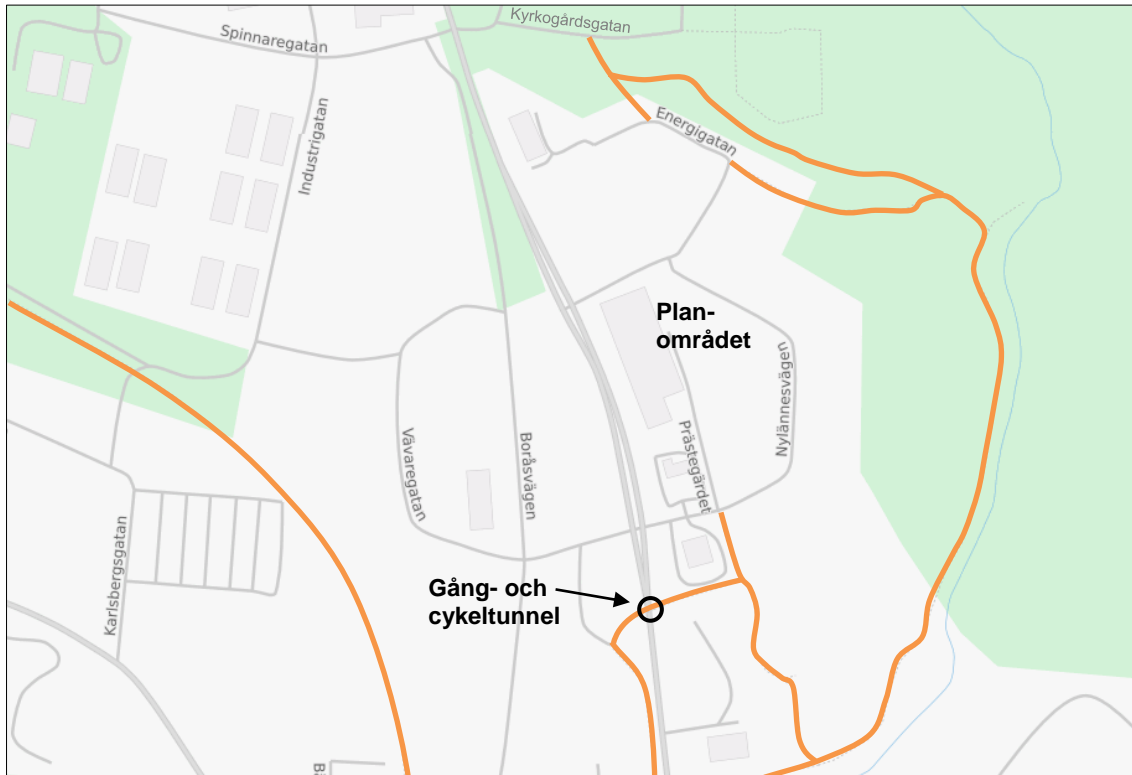 Kyrkogårdsgatan
Spinnaregatan
Energigatan
Industrigatan
Plan-
området
Nylännesvägen
Vävaregatan
Boråsvägen
Prästegärdet
Karlsbergsgatan
Gång- och
cykeltunnel